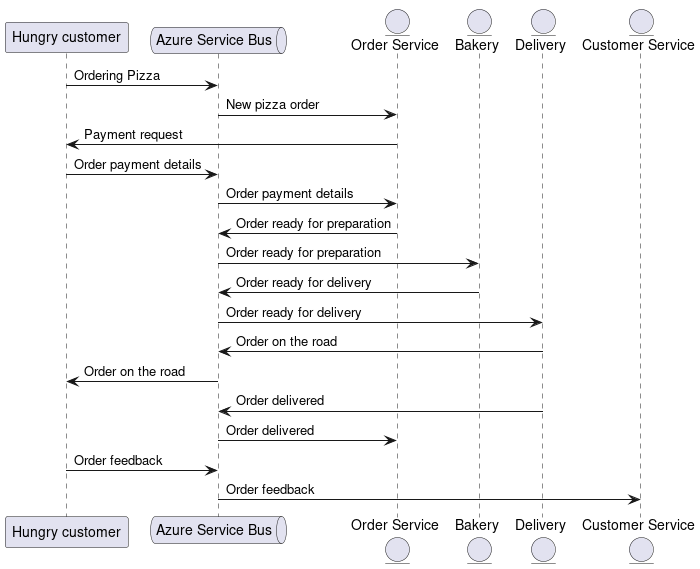 Hungry customer
Azure Service Bus
Order Service
Bakery
Delivery
Customer Service
Ordering Pizza
New pizza order
Payment request
Order payment details
Order payment details
Order ready for preparation
Order ready for preparation
Order ready for delivery
Order ready for delivery
Order on the road
Order on the road
Order delivered
Order delivered
Order feedback
Order feedback
Hungry customer
Azure Service Bus
Order Service
Bakery
Delivery
Customer Service